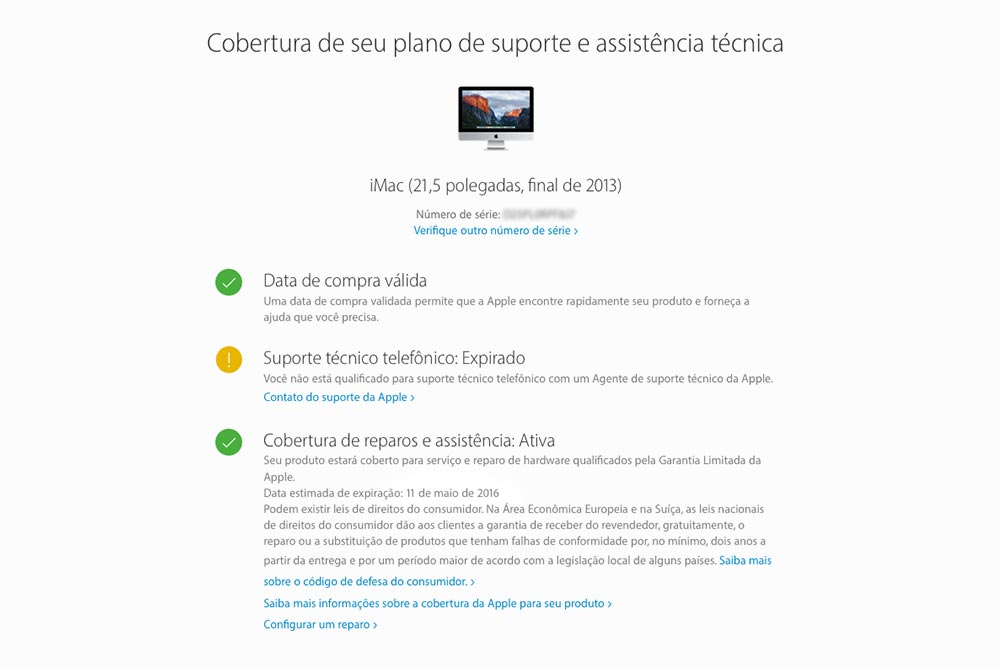 Cobertura de seu plano de suporte e assistência técnica
iMac (21,5 polegadas, final de 2013)
Número de série:
Verifique outro número de série ›
Data de compra válida
Uma data de compra validada permite que a Apple encontre rapidamente seu produto e forneça a
ajuda que você precisa.
Suporte técnico telefônico: Expirado
Você não está qualificado para suporte técnico telefônico com um Agente de suporte técnico da Apple.
Contato do suporte da Apple ›
Cobertura de reparos e assistência: Ativa
Seu produto estará coberto para serviço e reparo de hardware qualificados pela Garantia Limitada da
Apple.
Data estimada de expiração: 11 de maio de 2016
Podem existir leis de direitos do consumidor. Na Área Econômica Europeia e na Suíça, as leis nacionais
de direitos do consumidor dão aos clientes a garantia de receber do revendedor, gratuitamente, o
reparo ou a substituição de produtos que tenham falhas de conformidade por, no mínimo, dois anos a
partir da entrega e por um período maior de acordo com a legislação local de alguns países. Saiba mais
sobre o código de defesa do consumidor. ›
Saiba mais informações sobre a cobertura da Apple para seu produto ›
Configurar um reparo ›